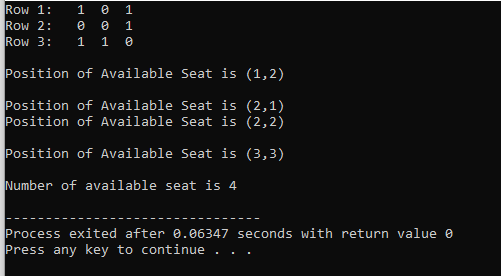 Row 1:   1  0  1
Row 2:   0  0  1
Row 3:   1  1  0
Position of Available Seat is (1,2)
Position of Available Seat is (2,1)
Position of Available Seat is (2,2)
Position of Available Seat is (3,3)
Number of available seat is 4
--------------------------------
Process exited after 0.06347 seconds with return value 0
Press any key to continue . . .